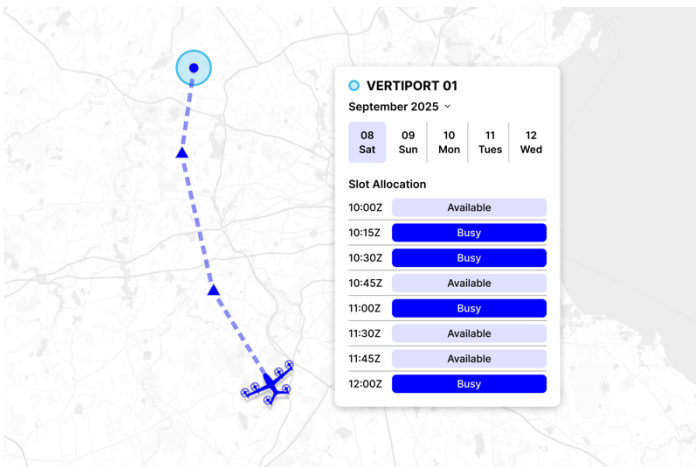 VERTIPORT 01
September 2025
08 09 10 11 12
Sat Sun Mon Tues Wed
Slot Allocation
10:00Z Available
10:15Z Busy
10:30Z Busy
10:45Z Available
11:00Z Busy
11:30Z Available
11:45Z Available
12:00Z Busy